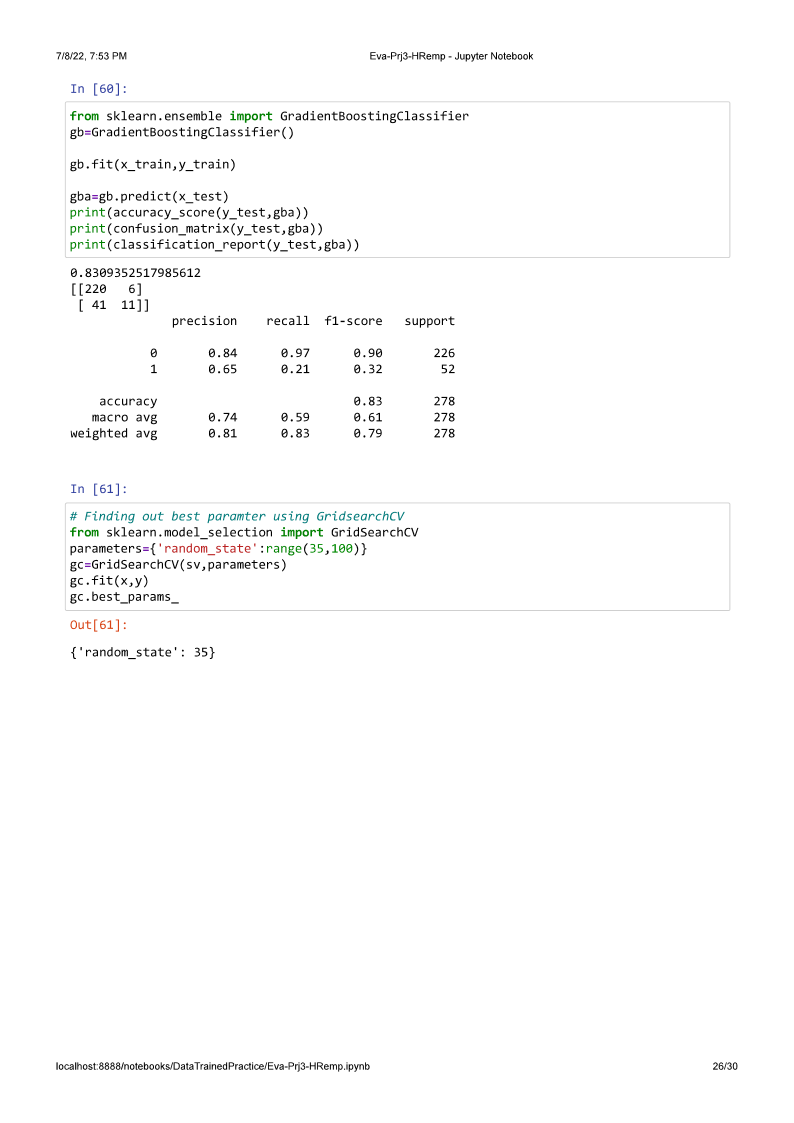 7/8/22, 7:53 PM Eva-Prj3-HRemp - Jupyter Notebook
In [60]:
from sklearn.ensemble import GradientBoostingClassifier
gb=GradientBoostingClassifier()
gb.fit(x_train,y_train)
gba=gb.predict(x_test)
print(accuracy_score(y_test,gba))
print(confusion_matrix(y_test,gba))
print(classification_report(y_test,gba))
0.8309352517985612
[[220   6]
 [ 41  11]]
              precision    recall  f1-score   support
           0       0.84      0.97      0.90       226
           1       0.65      0.21      0.32        52
    accuracy                           0.83       278
   macro avg       0.74      0.59      0.61       278
weighted avg       0.81      0.83      0.79       278
In [61]:
# Finding out best paramter using GridsearchCV
from sklearn.model_selection import GridSearchCV
parameters={'random_state':range(35,100)}
gc=GridSearchCV(sv,parameters)
gc.fit(x,y)
gc.best_params_
Out[61]:
{'random_state': 35}
localhost:8888/notebooks/DataTrainedPractice/Eva-Prj3-HRemp.ipynb 26/30